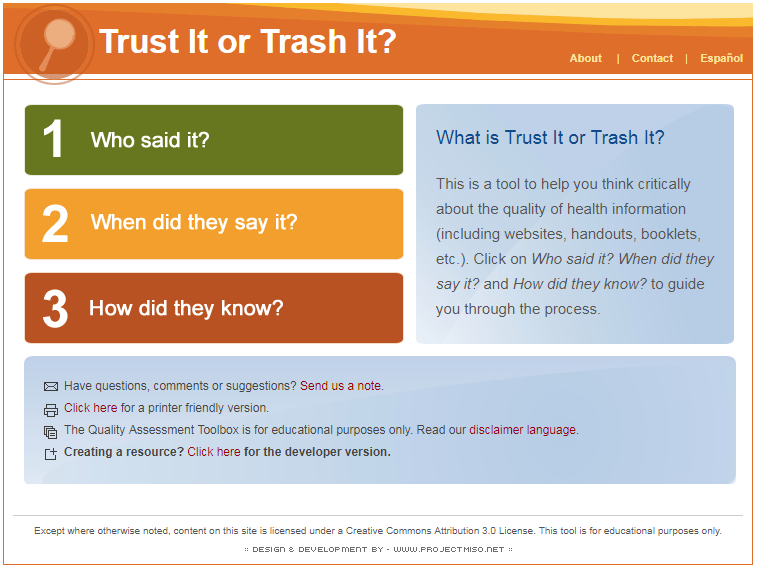 Trust It or Trash It?
About | Contact | Español
1 Who said it?
2 When did they say it?
3 How did they know?
What is Trust It or Trash It?
This is a tool to help you think critically
about the quality of health information
(including websites, handouts, booklets,
etc.). Click on Who said it? When did they
say it? and How did they know? to guide
you through the process.
Have questions, comments or suggestions? Send us a note.
Click here for a printer friendly version.
The Quality Assessment Toolbox is for educational purposes only. Read our disclaimer language.
Creating a resource? Click here for the developer version.
Except where otherwise noted, content on this site is licensed under a Creative Commons Attribution 3.0 License. This tool is for educational purposes only.
:: DESIGN & DEVELOPMENT BY - WWW.PROJECTMISO.NET ::